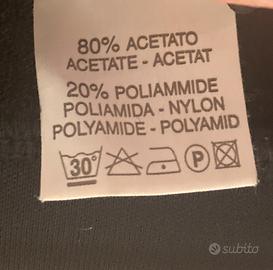 80% ACETATO
ACETATE - ACETAT
20% POLIAMMIDE
POLIAMIDA - NYLON
POLYAMIDE - POLYAMID
30° P
subito